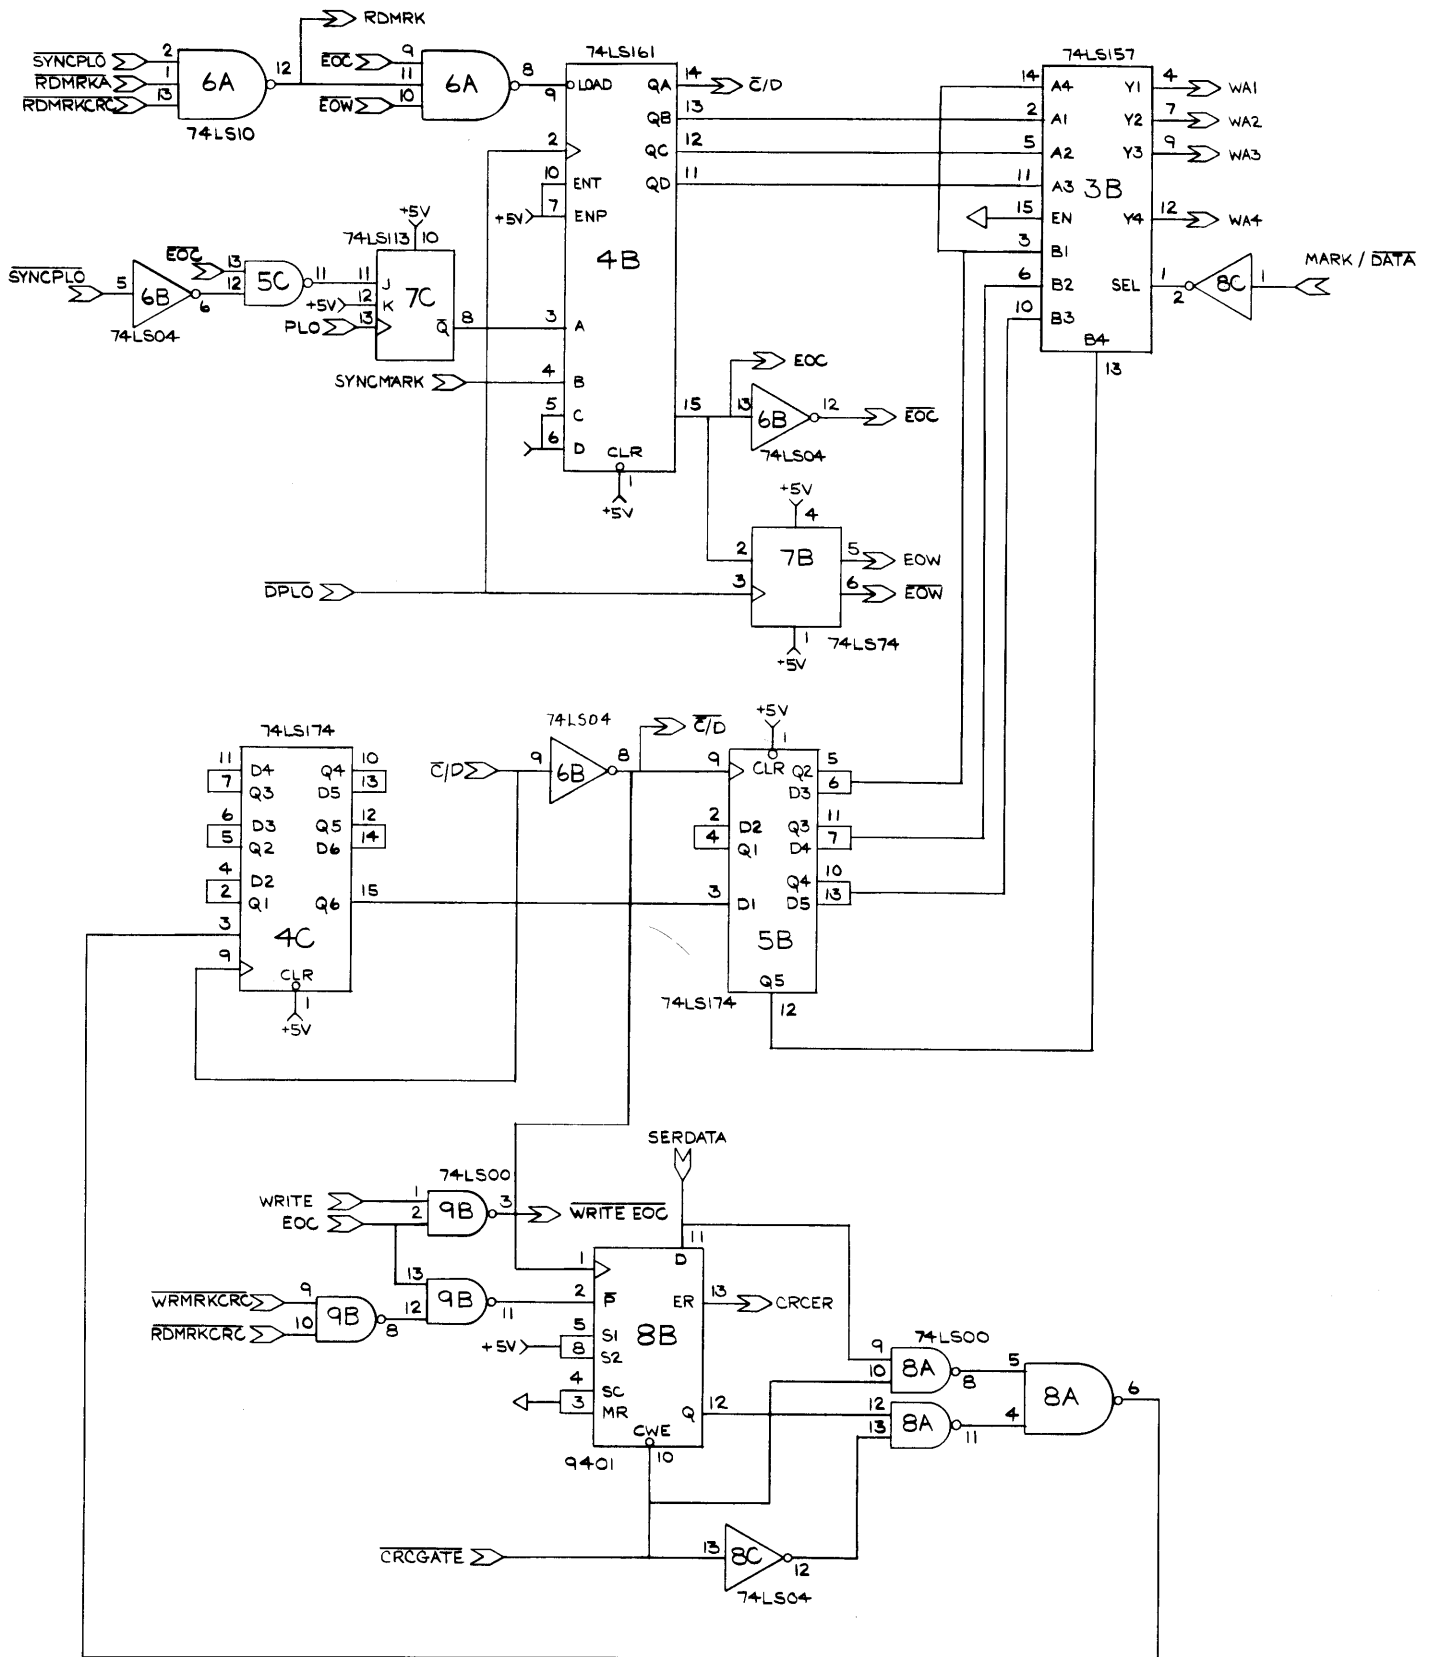 RDMRK
SYNCPLO 2
RDMRKA 1
RDMRKCRC 13
6A
12
74LS10
EOC 9
11
EOW 10
6A
8
74LS161
9 LOAD
QA 14 C/D
QB 13
QC 12
QD 11
2
10 ENT
+5V 7 ENP
4B
3 A
SYNCMARK 4 B
5 C
6 D
CLR
1
+5V
15
74LS157
14 A4
2 A1
5 A2
11 A3
3B
15 EN
3 B1
6 B2
10 B3
B4
13
Y1 4 WA1
Y2 7 WA2
Y3 9 WA3
Y4 12 WA4
SEL 1
2
8C
1
MARK / DATA
+5V
74LS113 10
SYNCPLO 5
6B
6
74LS04
EOC 13
12
5C
11
11 J
+5V 12 K
PLO 13
7C
Q 8
EOC
13
6B
12 EOC
74LS04
+5V
4
2
3
7B
5 EOW
6 EOW
1
+5V
74LS74
DPLO
74LS174
11 D4
7 Q3
6 D3
5 Q2
4 D2
2 Q1
3
9
4C
Q4 10
D5 13
Q5 12
D6 14
Q6 15
CLR
1
+5V
74LS04
C/D 9
6B
8
C/D
+5V
1
9
CLR
Q2 5
D3 6
2 D2
4 Q1
Q3 11
D4 7
Q4 10
D5 13
3 D1
5B
Q5
74LS174 12
SERDATA
74LS00
WRITE 1
EOC 2
9B
3 WRITE EOC
WRMRKCRC 9
RDMRKCRC 10
9B
8
13
12
9B
11
11
D
1
2 P
+5V 5 S1
8 S2
4 SC
3 MR
8B
ER 13 CRCER
Q 12
CWE
10
9401
74LS00
9
10
8A
8
12
13
8A
11
5
4
8A
6
CRCGATE 13
8C
12
74LS04